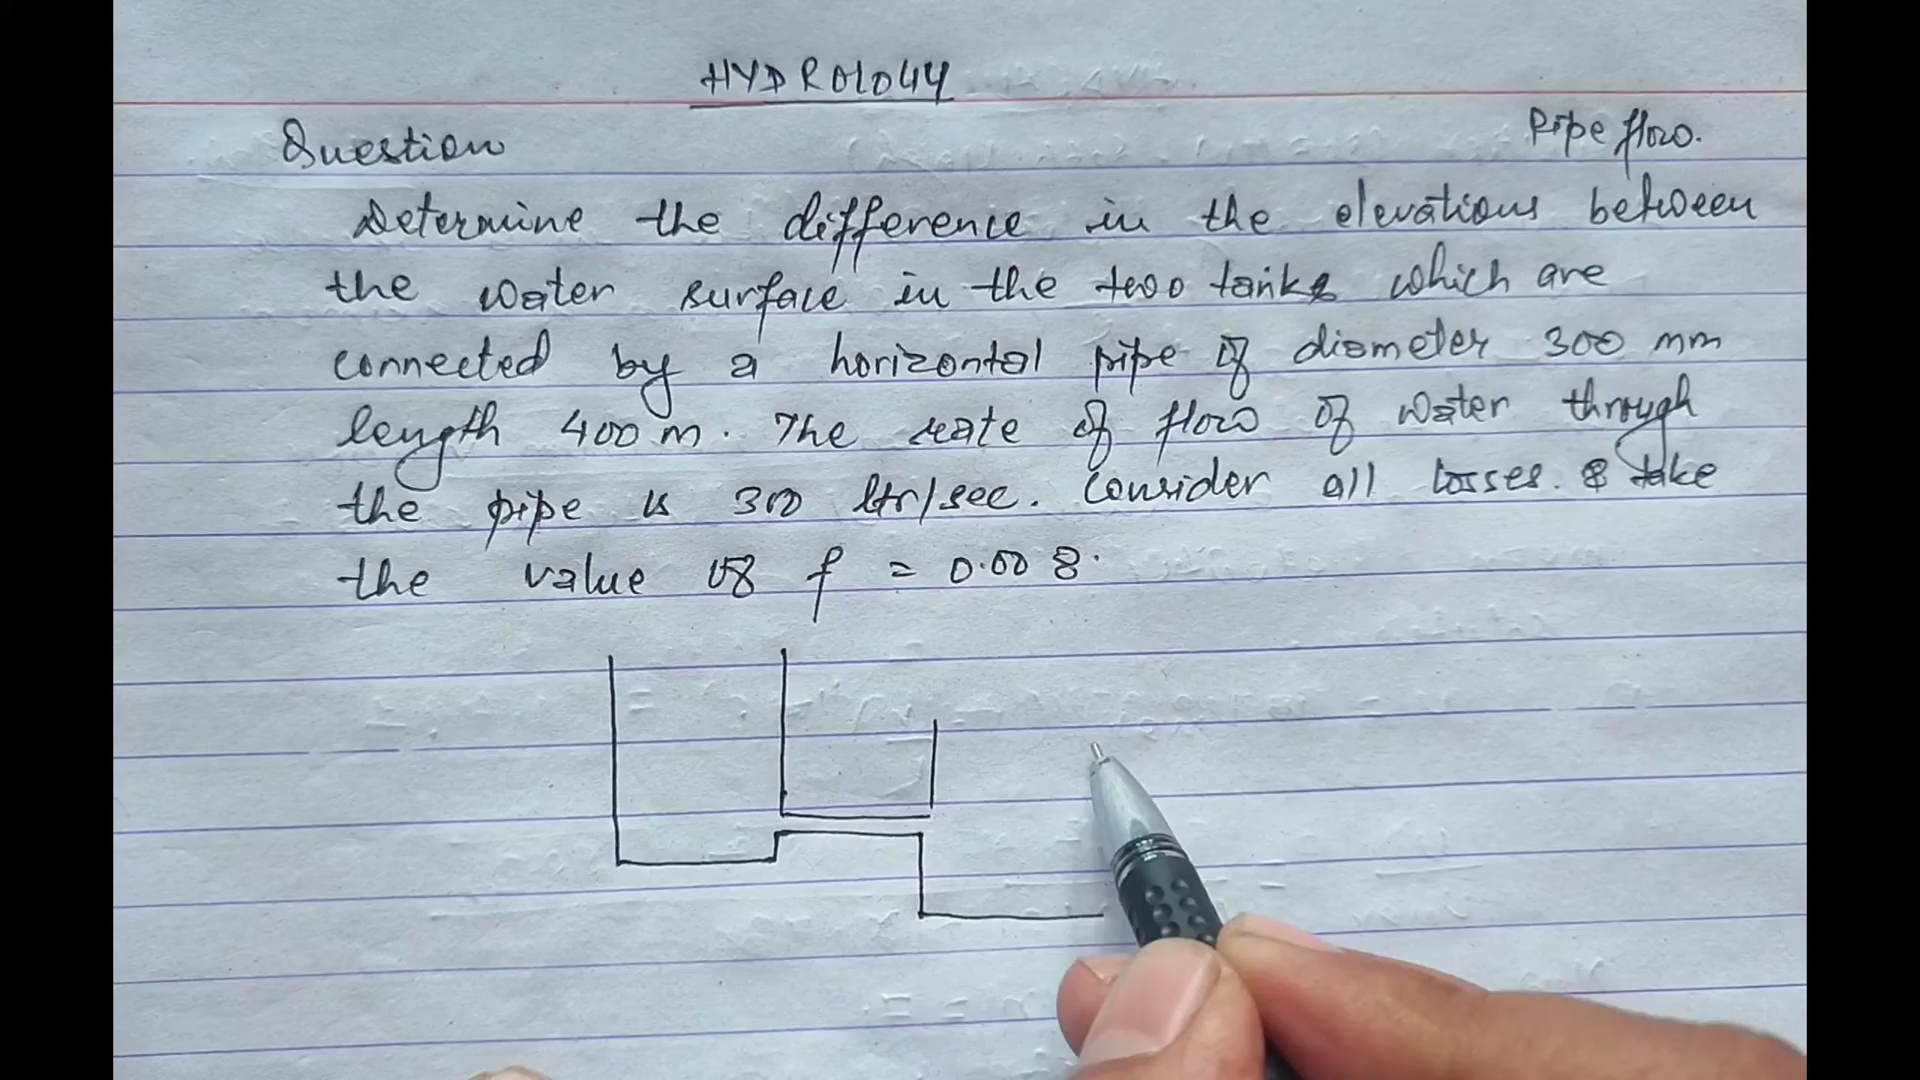 HYDROLOGY
Question
Pipe flow.
Determine the difference in the elevations between
the water surface in the two tanks which are
connected by a horizontal pipe of diameter 300 mm
length 400 m. The rate of flow of water through
the pipe is 300 ltr/sec. Consider all losses. & take
the value of f = 0.008.